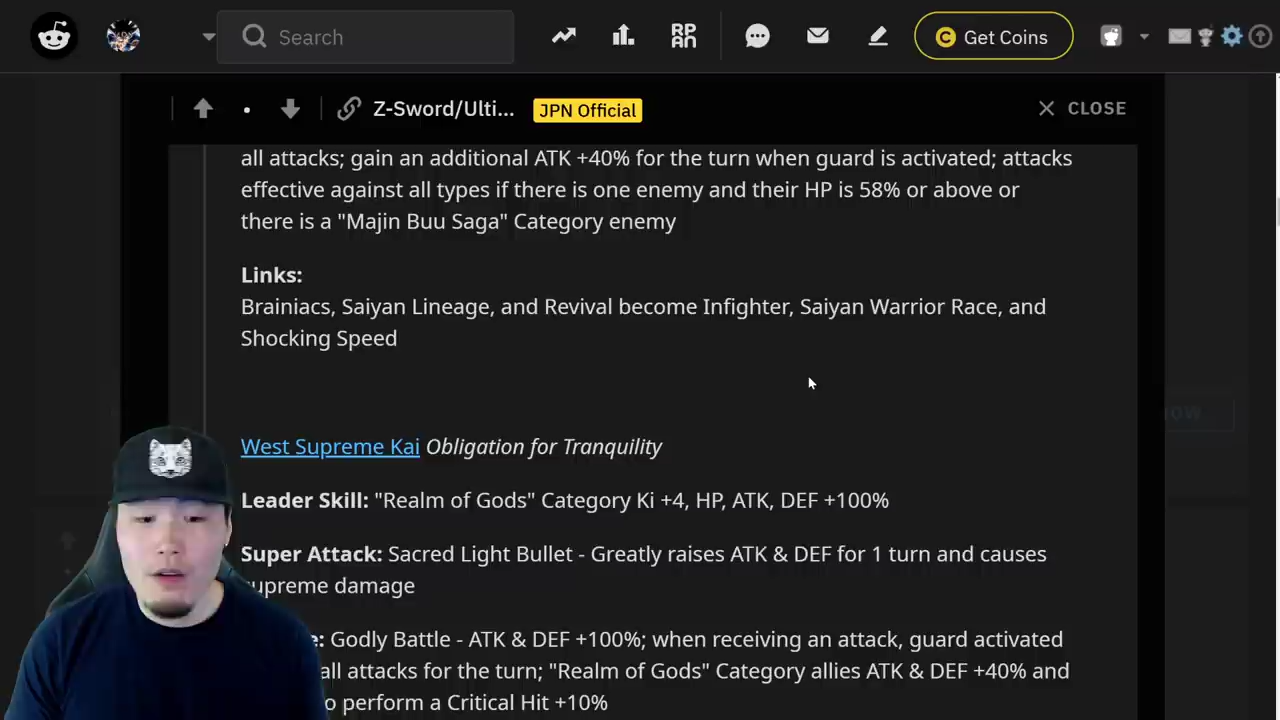 Search
RPAN
C Get Coins
Z-Sword/Ulti...
JPN Official
CLOSE
all attacks; gain an additional ATK +40% for the turn when guard is activated; attacks
effective against all types if there is one enemy and their HP is 58% or above or
there is a "Majin Buu Saga" Category enemy
Links:
Brainiacs, Saiyan Lineage, and Revival become Infighter, Saiyan Warrior Race, and
Shocking Speed
West Supreme Kai Obligation for Tranquility
Leader Skill: "Realm of Gods" Category Ki +4, HP, ATK, DEF +100%
Super Attack: Sacred Light Bullet - Greatly raises ATK & DEF for 1 turn and causes
supreme damage
Godly Battle - ATK & DEF +100%; when receiving an attack, guard activated
all attacks for the turn; "Realm of Gods" Category allies ATK & DEF +40% and
perform a Critical Hit +10%